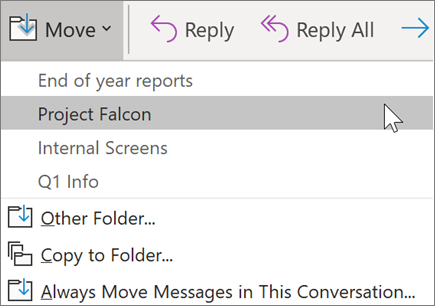 Move Reply Reply All
End of year reports
Project Falcon
Internal Screens
Q1 Info
Other Folder...
Copy to Folder...
Always Move Messages in This Conversation...